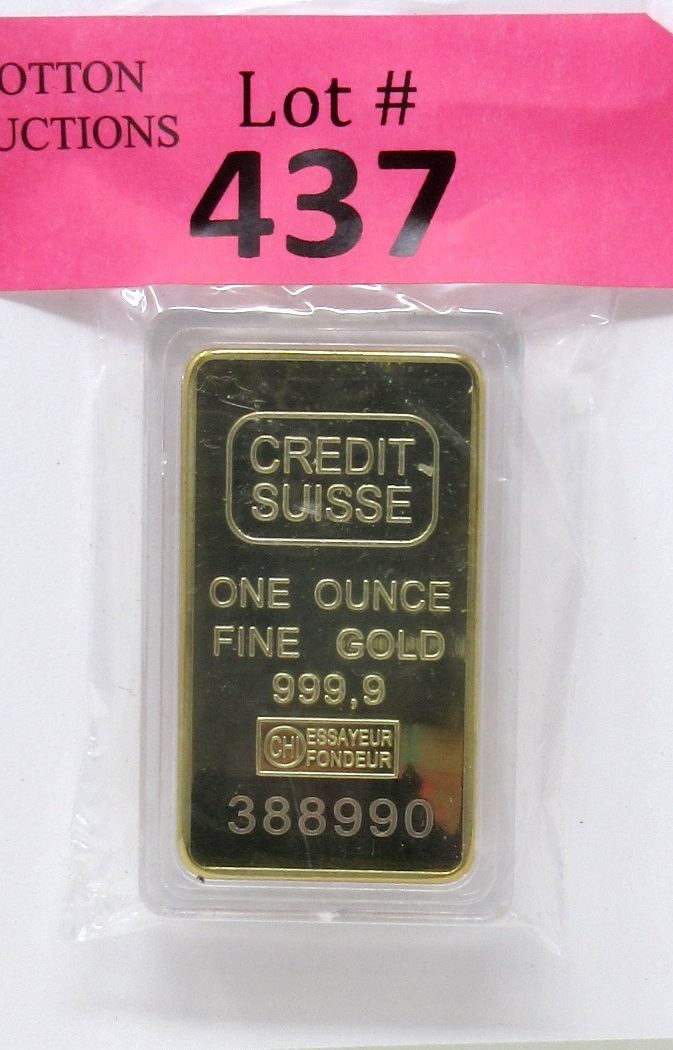 OTTON
UCTIONS
Lot #
437
CREDIT
SUISSE
ONE OUNCE
FINE GOLD
999,9
CHI ESSAYEUR
FONDEUR
388990